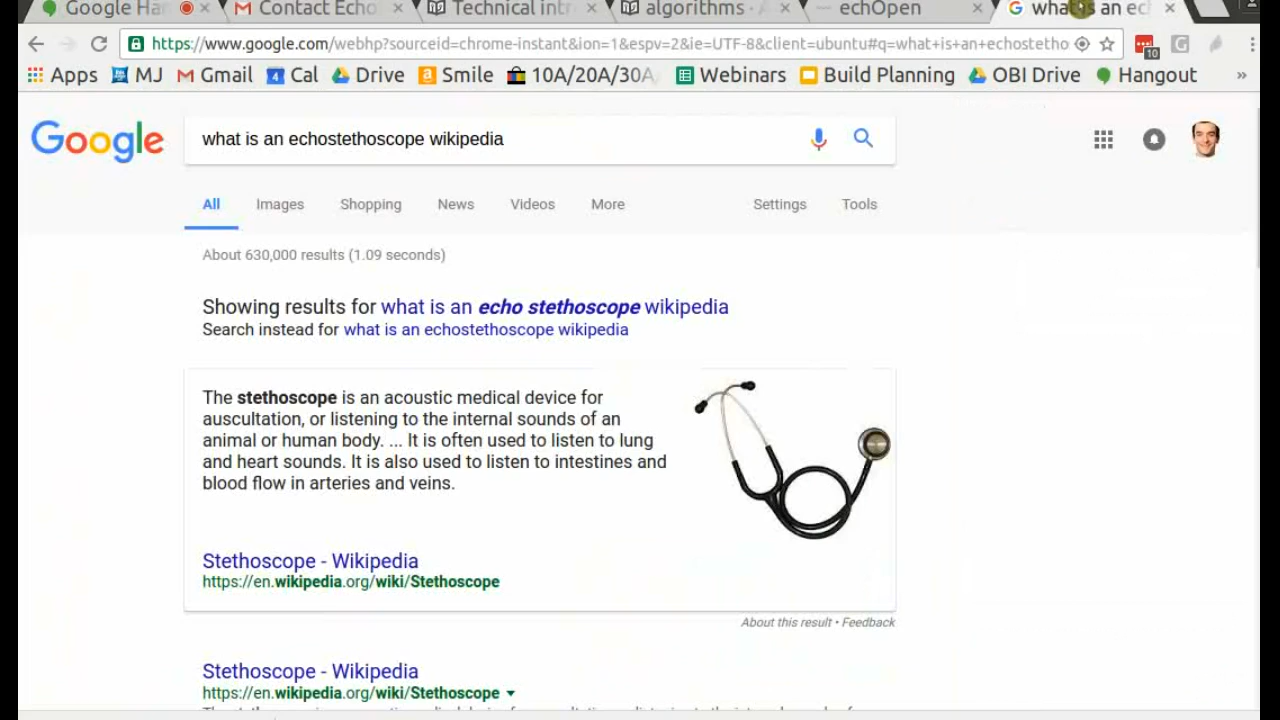 Google Han
Contact Echo
Technical int
algorithms
echOpen
what is an ec
https://www.google.com/webhp?sourceid=chrome-instant&ion=1&espv=2&ie=UTF-8&client=ubuntu#q=what+is+an+echostetho
10
Apps MJ Gmail 4 Cal Drive Smile 10A/20A/30A Webinars Build Planning OBI Drive Hangout »
Google
what is an echostethoscope wikipedia
All Images Shopping News Videos More Settings Tools
About 630,000 results (1.09 seconds)
Showing results for what is an echo stethoscope wikipedia
Search instead for what is an echostethoscope wikipedia
The stethoscope is an acoustic medical device for
auscultation, or listening to the internal sounds of an
animal or human body. ... It is often used to listen to lung
and heart sounds. It is also used to listen to intestines and
blood flow in arteries and veins.
Stethoscope - Wikipedia
https://en.wikipedia.org/wiki/Stethoscope
About this result • Feedback
Stethoscope - Wikipedia
https://en.wikipedia.org/wiki/Stethoscope